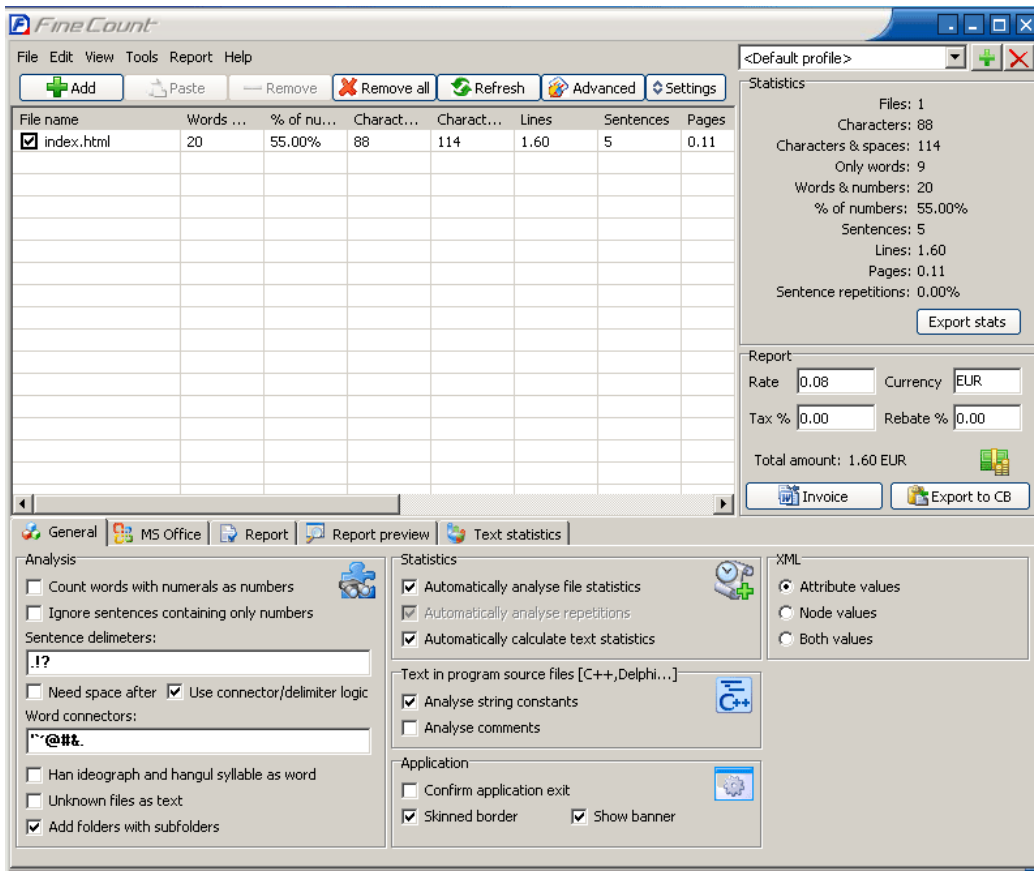 FineCount
File Edit View Tools Report Help
<Default profile>
Add Paste Remove Remove all Refresh Advanced Settings
File name Words ... % of nu... Charact... Charact... Lines Sentences Pages
index.html 20 55.00% 88 114 1.60 5 0.11
Statistics
Files: 1
Characters: 88
Characters & spaces: 114
Only words: 9
Words & numbers: 20
% of numbers: 55.00%
Sentences: 5
Lines: 1.60
Pages: 0.11
Sentence repetitions: 0.00%
Export stats
Report
Rate 0.08 Currency EUR
Tax % 0.00 Rebate % 0.00
Total amount: 1.60 EUR
Invoice Export to CB
General MS Office Report Report preview Text statistics
Analysis
Count words with numerals as numbers
Ignore sentences containing only numbers
Sentence delimeters:
.!?
Need space after Use connector/delimiter logic
Word connectors:
'`´@#&.
Han ideograph and hangul syllable as word
Unknown files as text
Add folders with subfolders
Statistics
Automatically analyse file statistics
Automatically analyse repetitions
Automatically calculate text statistics
Text in program source files [C++,Delphi...]
C++
Analyse string constants
Analyse comments
Application
Confirm application exit
Skinned border Show banner
XML
Attribute values
Node values
Both values